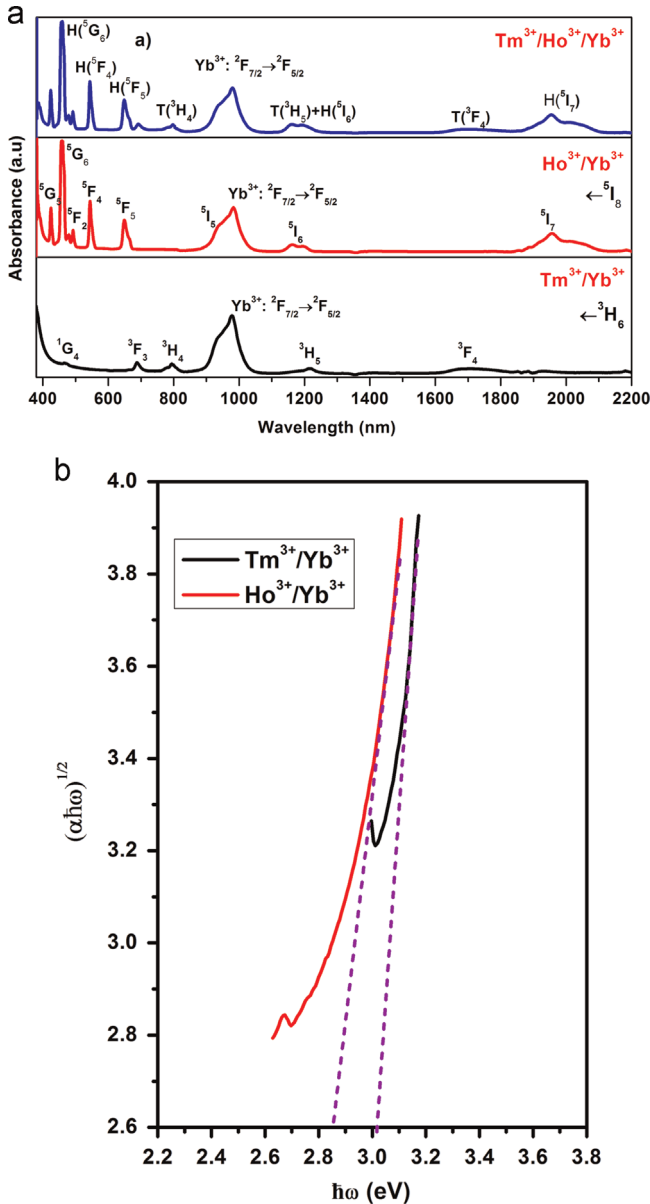 a
a)
H(⁵G₆)
Tm³⁺/Ho³⁺/Yb³⁺
H(⁵F₄)
H(⁵F₅)
T(³H₄)
Yb³⁺: ²F₇/₂→²F₅/₂
T(³H₅)+H(⁵I₆)
T(³F₄)
H(⁵I₇)
⁵G₅
⁵G₆
⁵F₂
⁵F₄
⁵F₅
⁵I₅
Yb³⁺: ²F₇/₂→²F₅/₂
⁵I₆
⁵I₇
Ho³⁺/Yb³⁺
←⁵I₈
¹G₄
³F₃
³H₄
Yb³⁺: ²F₇/₂→²F₅/₂
³H₅
³F₄
Tm³⁺/Yb³⁺
←³H₆
Absorbance (a.u)
400 600 800 1000 1200 1400 1600 1800 2000 2200
Wavelength (nm)
b
Tm³⁺/Yb³⁺
Ho³⁺/Yb³⁺
4.0
3.8
3.6
3.4
3.2
3.0
2.8
2.6
(αħω)¹/²
2.2 2.4 2.6 2.8 3.0 3.2 3.4 3.6 3.8
ħω (eV)